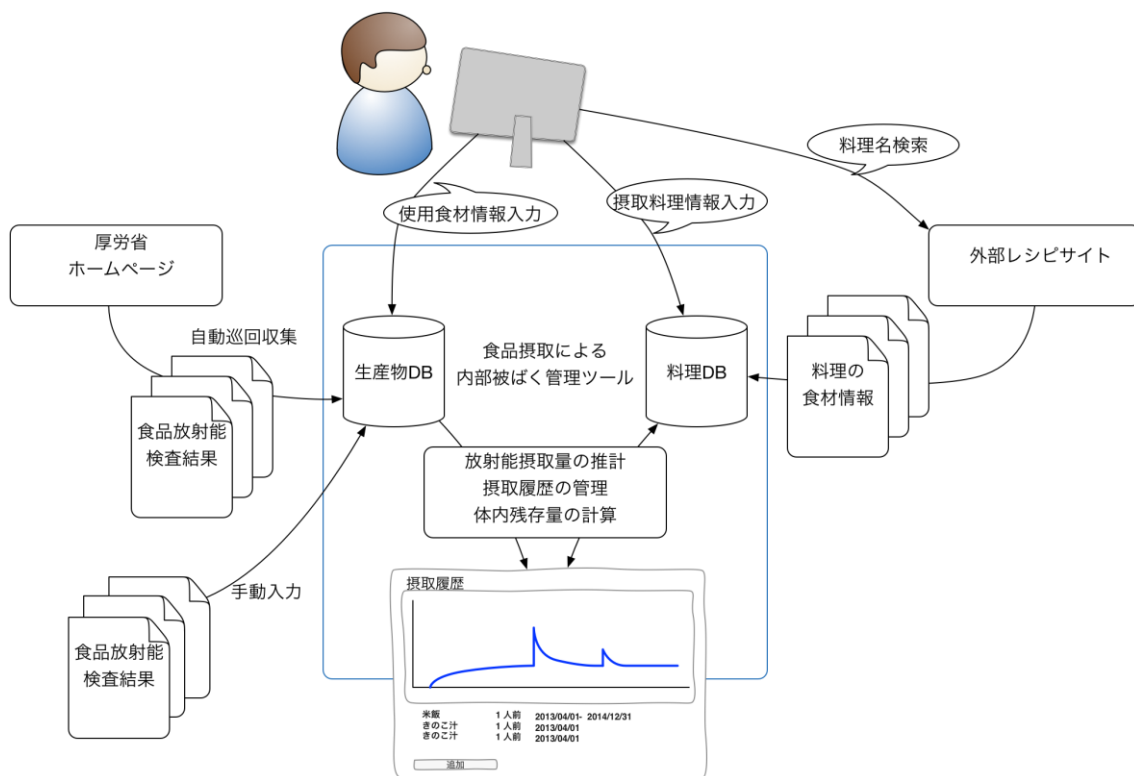 料理名検索
使用食材情報入力
摂取料理情報入力
厚労省
ホームページ
外部レシピサイト
自動巡回収集
食品摂取による
内部被ばく管理ツール
生産物DB
料理DB
料理の
食材情報
食品放射能
検査結果
放射能摂取量の推計
摂取履歴の管理
体内残存量の計算
手動入力
食品放射能
検査結果
摂取履歴
米飯 1 人前 2013/04/01- 2014/12/31
きのこ汁 1 人前 2013/04/01
きのこ汁 1 人前 2013/04/01
追加